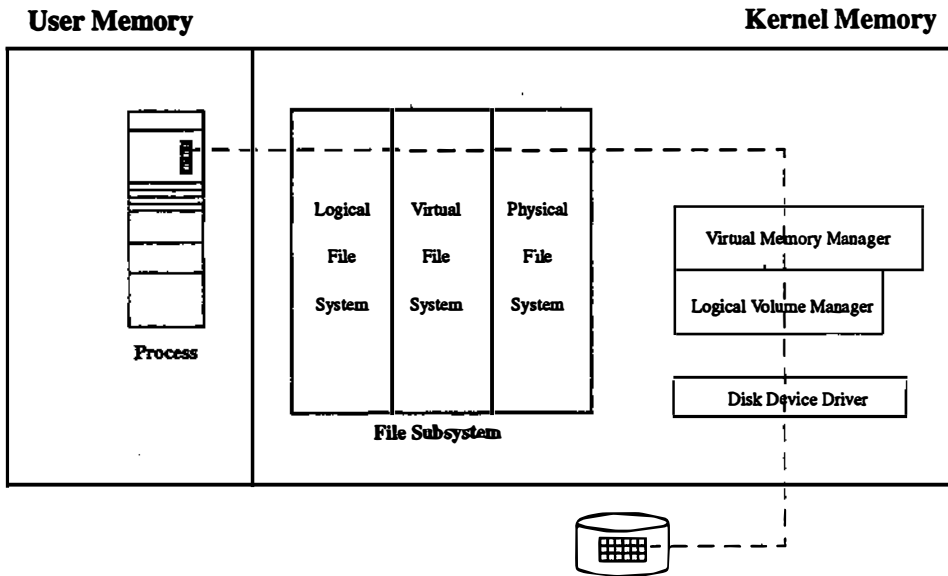 User Memory
Kernel Memory
Process
Logical
File
System
Virtual
File
System
Physical
File
System
File Subsystem
Virtual Memory Manager
Logical Volume Manager
Disk Device Driver